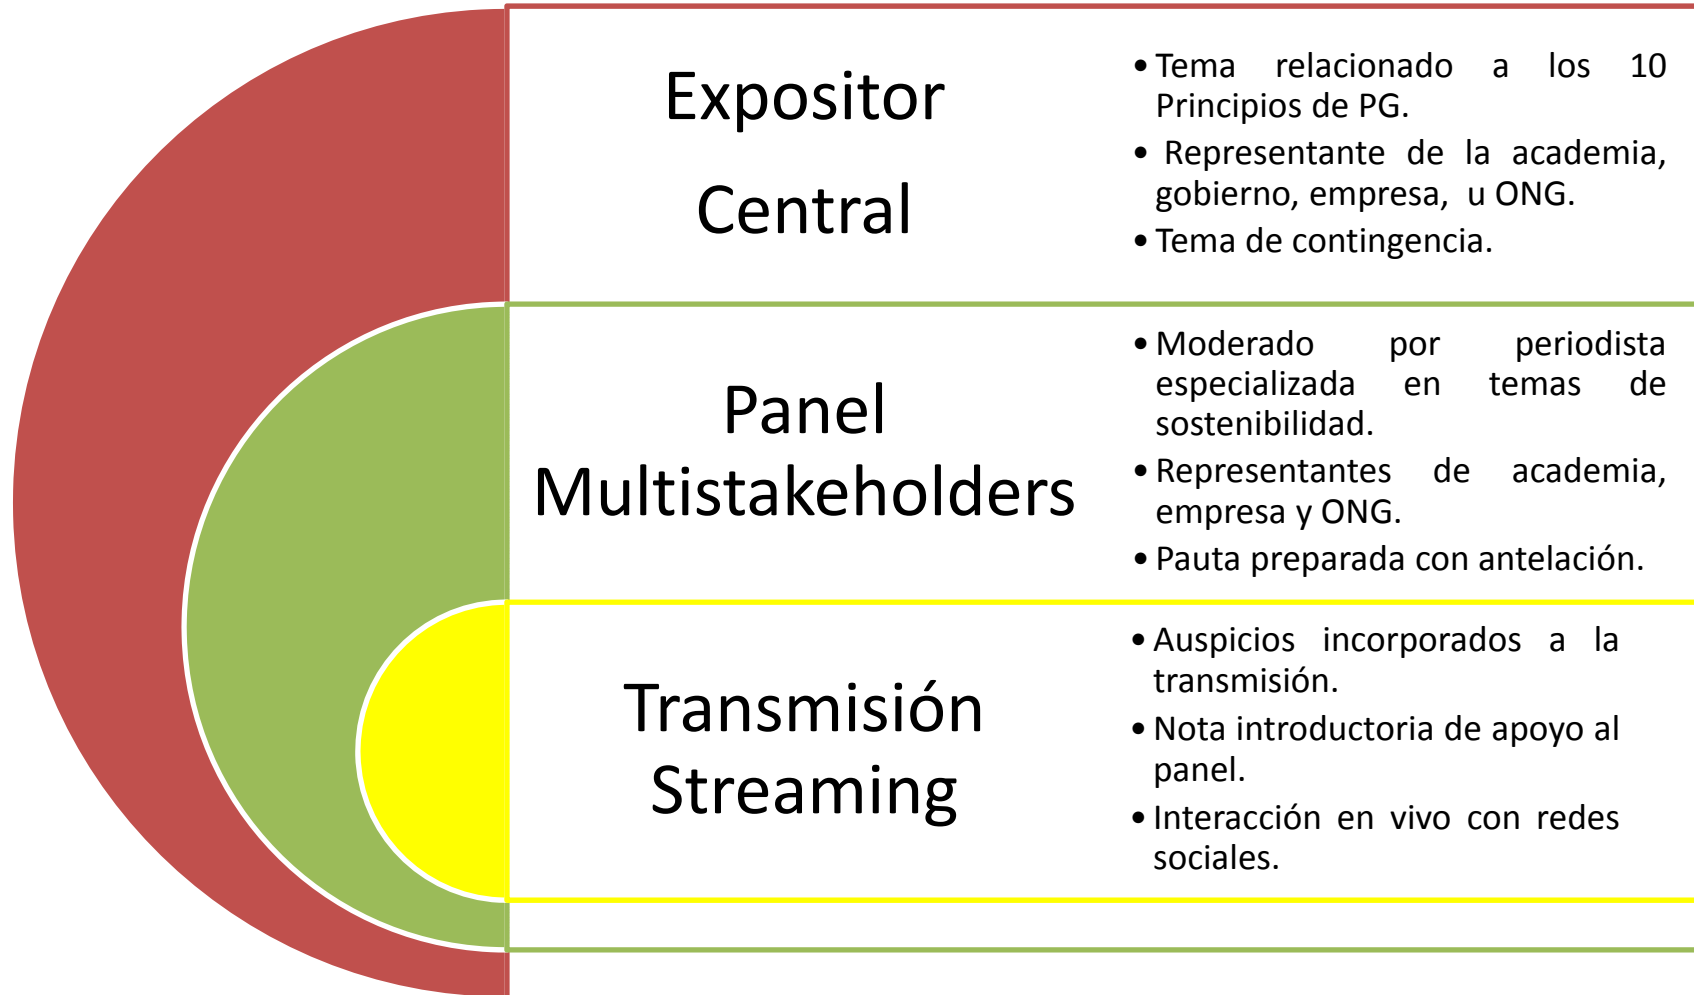 Expositor
Central
• Tema relacionado a los 10
Principios de PG.
• Representante de la academia,
gobierno, empresa, u ONG.
• Tema de contingencia.
Panel
Multistakeholders
• Moderado por periodista
especializada en temas de
sostenibilidad.
• Representantes de academia,
empresa y ONG.
• Pauta preparada con antelación.
Transmisión
Streaming
• Auspicios incorporados a la
transmisión.
• Nota introductoria de apoyo al
panel.
• Interacción en vivo con redes
sociales.